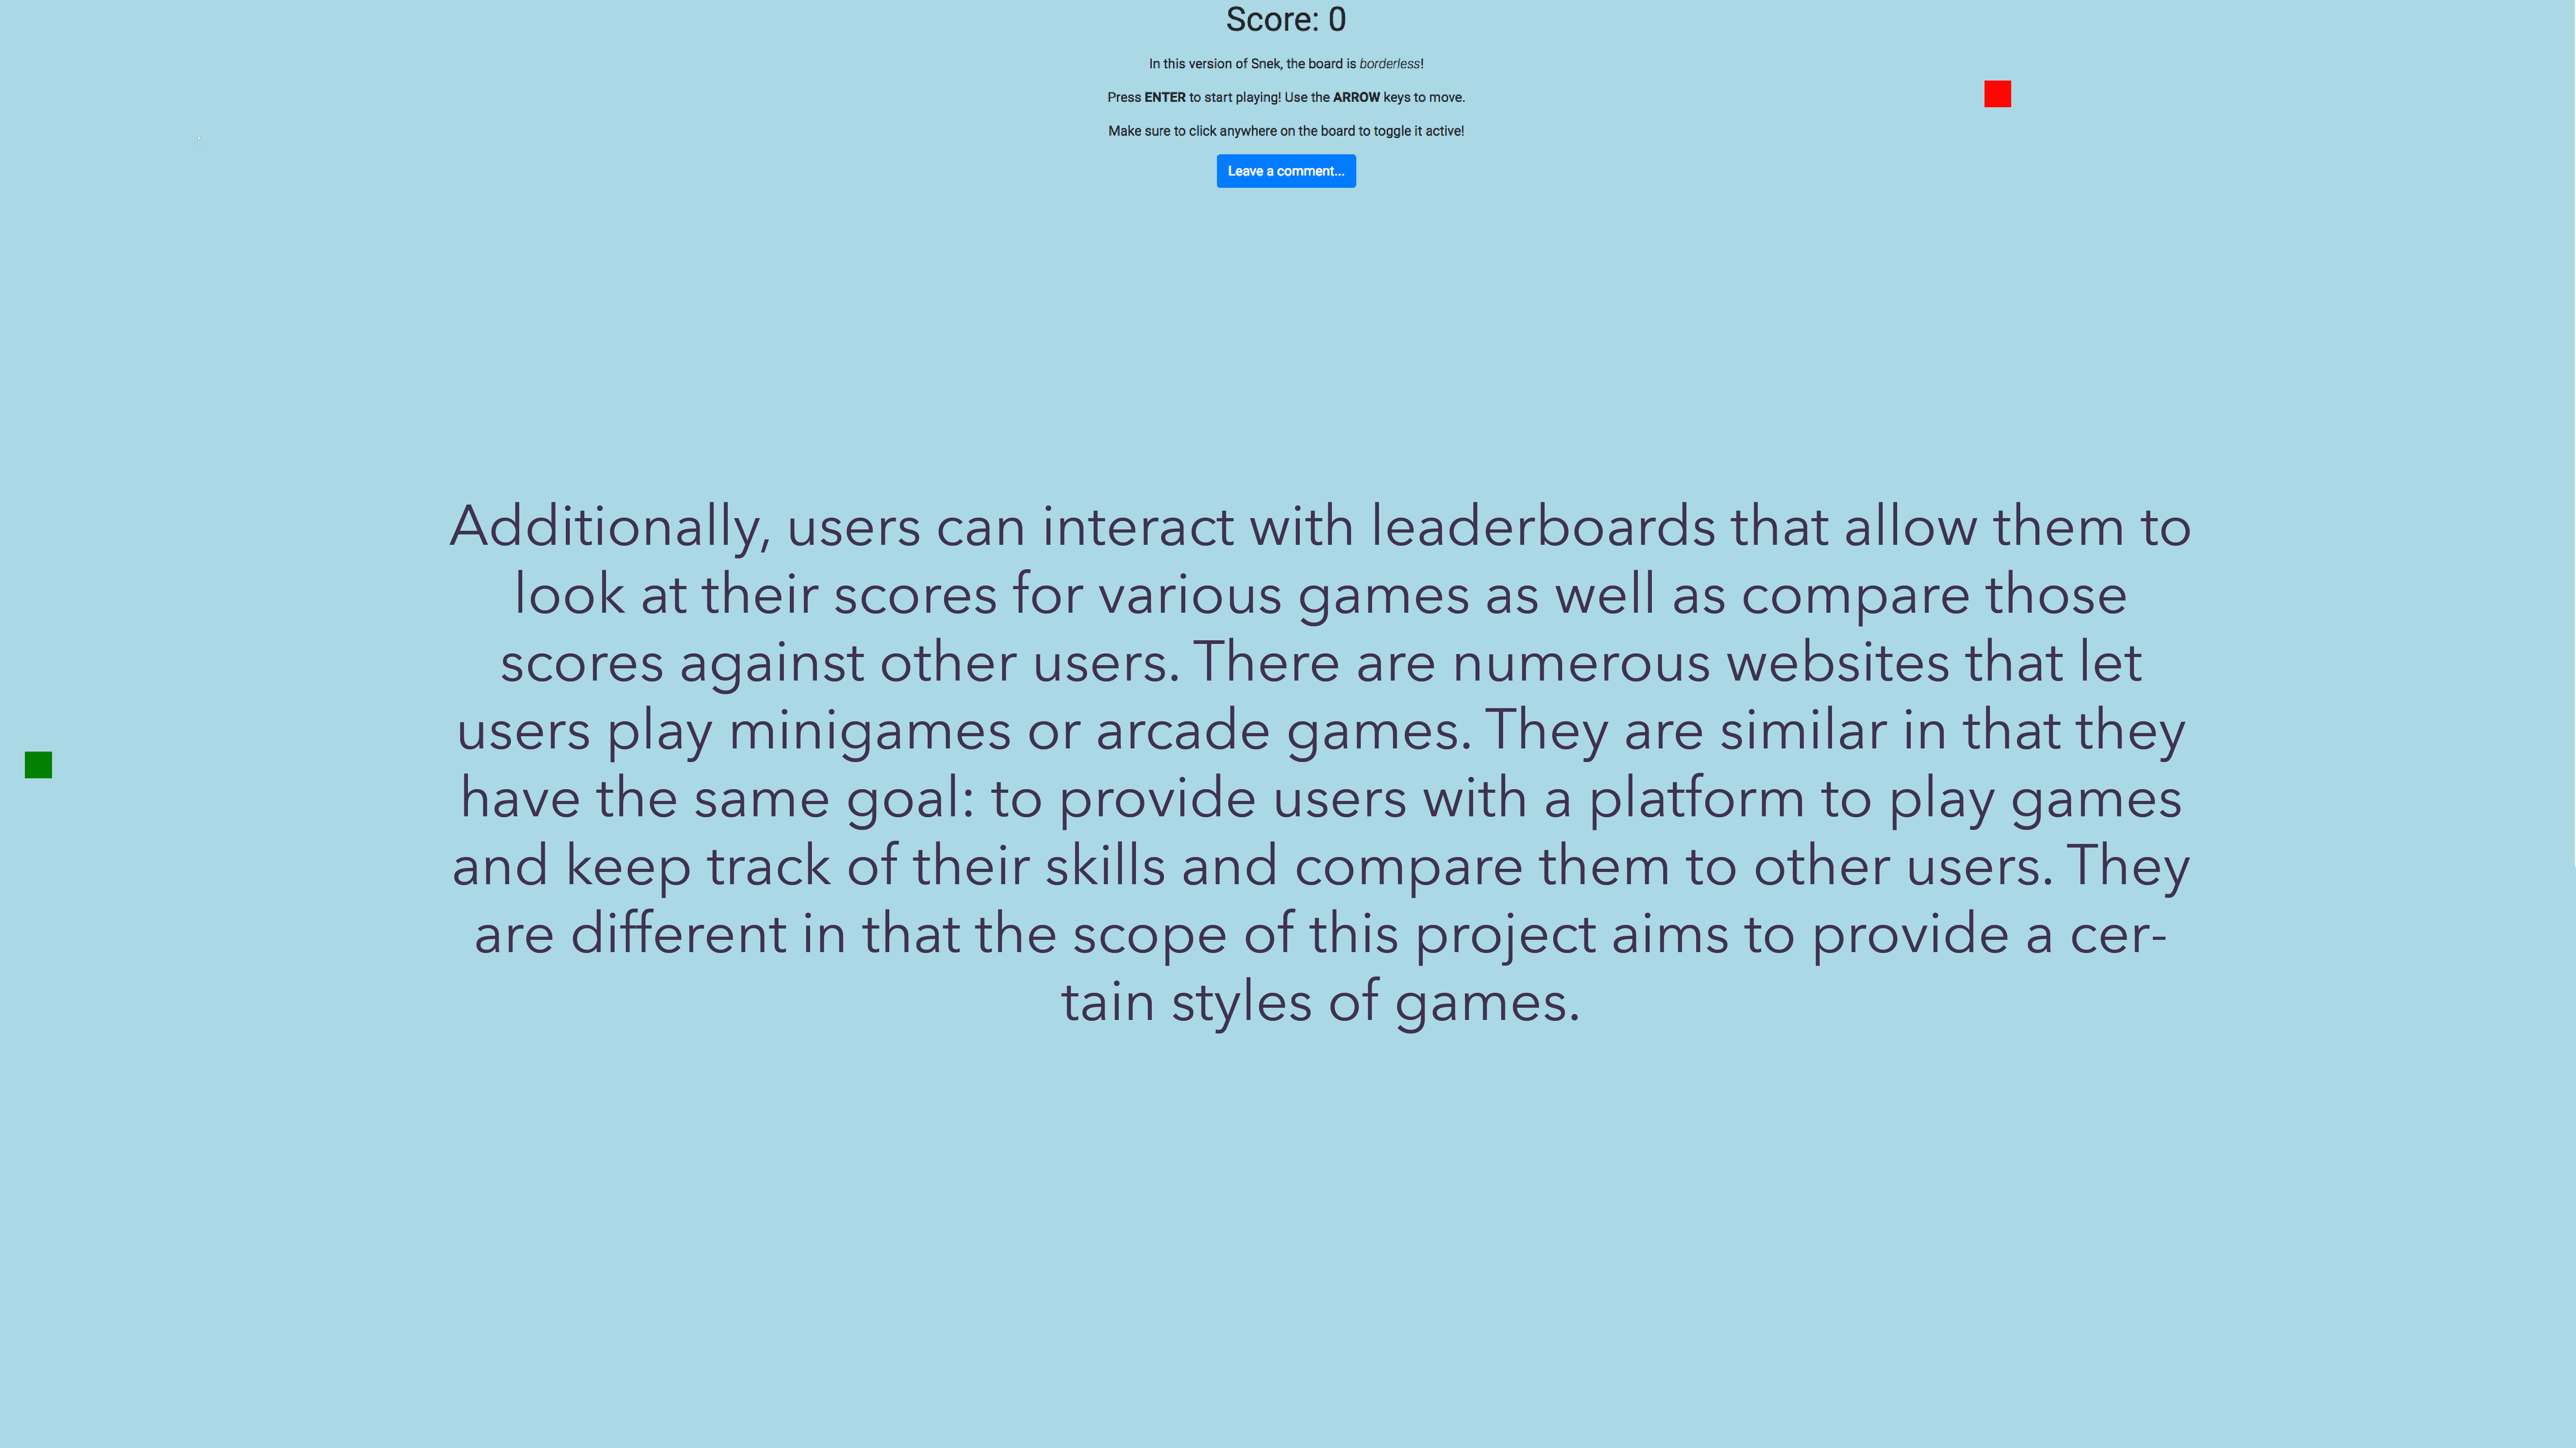 Score: 0
In this version of Snek, the board is borderless!
Press ENTER to start playing! Use the ARROW keys to move.
Make sure to click anywhere on the board to toggle it active!
Leave a comment...
Additionally, users can interact with leaderboards that allow them to
look at their scores for various games as well as compare those
scores against other users. There are numerous websites that let
users play minigames or arcade games. They are similar in that they
have the same goal: to provide users with a platform to play games
and keep track of their skills and compare them to other users. They
are different in that the scope of this project aims to provide a cer-
tain styles of games.